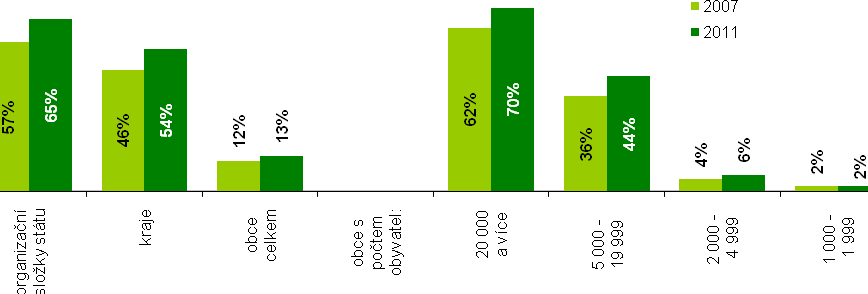 2007
2011
57%
65%
46%
54%
12%
13%
62%
70%
36%
44%
4%
6%
2%
2%
organizační
složky státu
kraje
obce
celkem
obce s
počtem
obyvatel:
20 000
a více
5 000 -
19 999
2 000 -
4 999
1 000 -
1 999